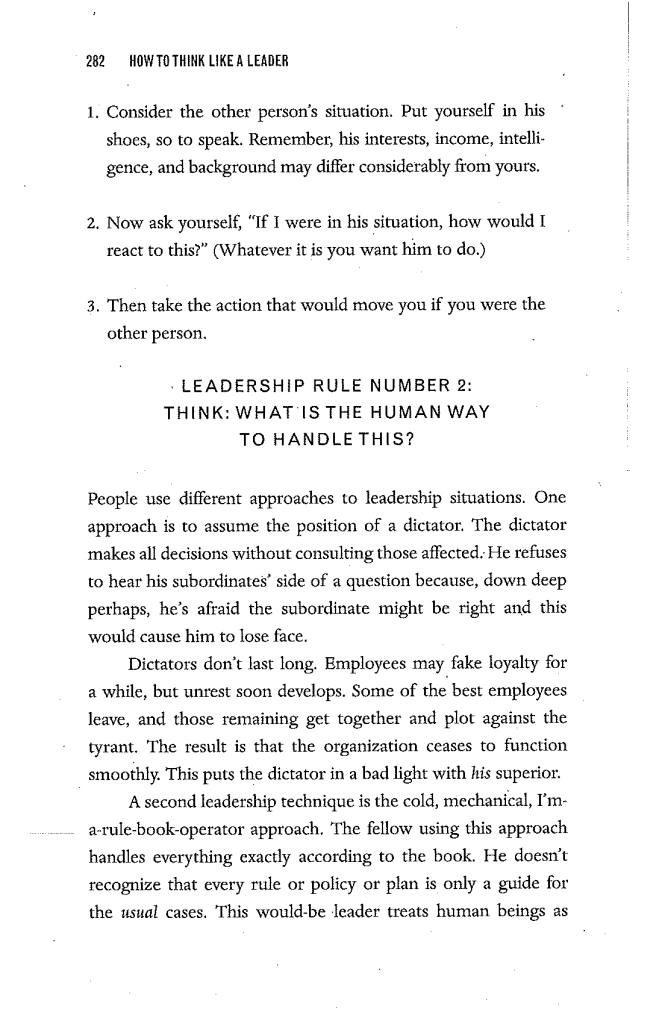 282 HOW TO THINK LIKE A LEADER
1. Consider the other person's situation. Put yourself in his
shoes, so to speak. Remember, his interests, income, intelli-
gence, and background may differ considerably from yours.
2. Now ask yourself, "If I were in his situation, how would I
react to this?" (Whatever it is you want him to do.)
3. Then take the action that would move you if you were the
other person.
LEADERSHIP RULE NUMBER 2:
THINK: WHAT IS THE HUMAN WAY
TO HANDLE THIS?
People use different approaches to leadership situations. One
approach is to assume the position of a dictator. The dictator
makes all decisions without consulting those affected. He refuses
to hear his subordinates' side of a question because, down deep
perhaps, he's afraid the subordinate might be right and this
would cause him to lose face.
Dictators don't last long. Employees may fake loyalty for
a while, but unrest soon develops. Some of the best employees
leave, and those remaining get together and plot against the
tyrant. The result is that the organization ceases to function
smoothly. This puts the dictator in a bad light with his superior.
A second leadership technique is the cold, mechanical, I'm-
a-rule-book-operator approach. The fellow using this approach
handles everything exactly according to the book. He doesn't
recognize that every rule or policy or plan is only a guide for
the usual cases. This would-be leader treats human beings as